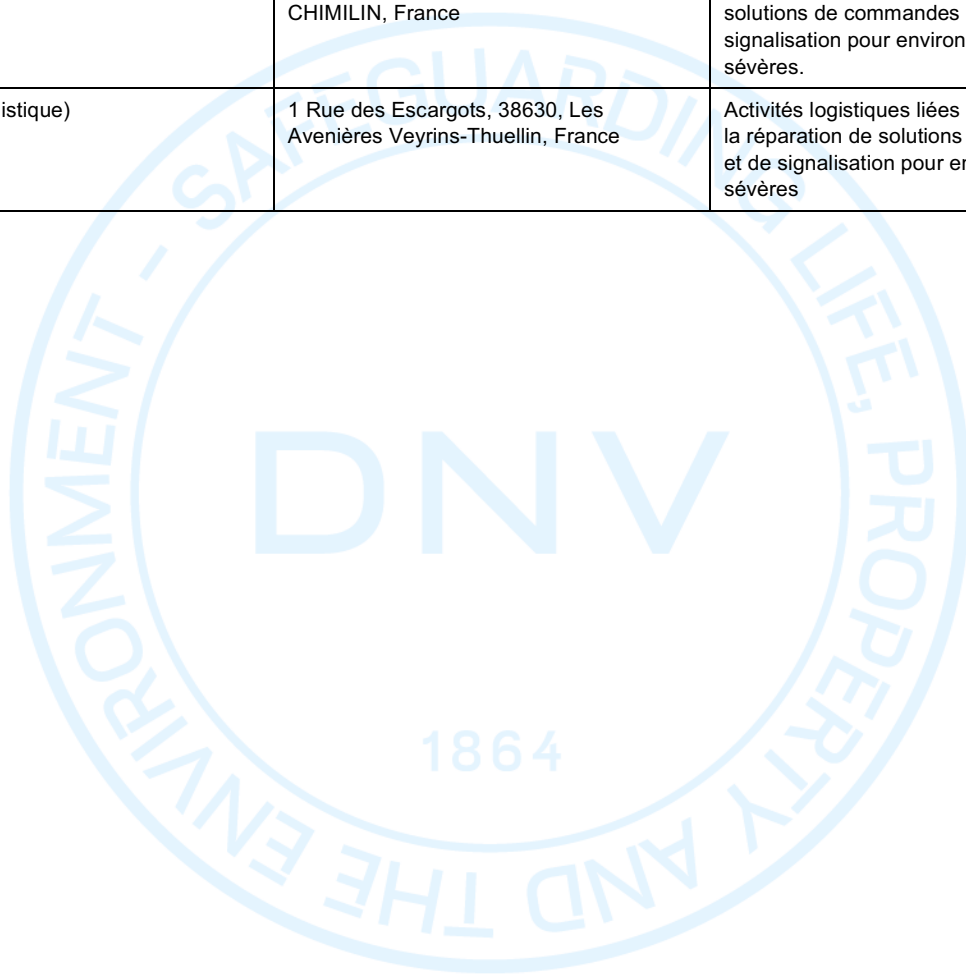 CHIMILIN, France
solutions de commandes
signalisation pour environ
sévères.
istique)
1 Rue des Escargots, 38630, Les
Avenières Veyrins-Thuellin, France
Activités logistiques liées
la réparation de solutions
et de signalisation pour er
sévères
SAFEGUARDING LIFE, PROPERTY AND THE ENVIRONMENT -
DNV
1864